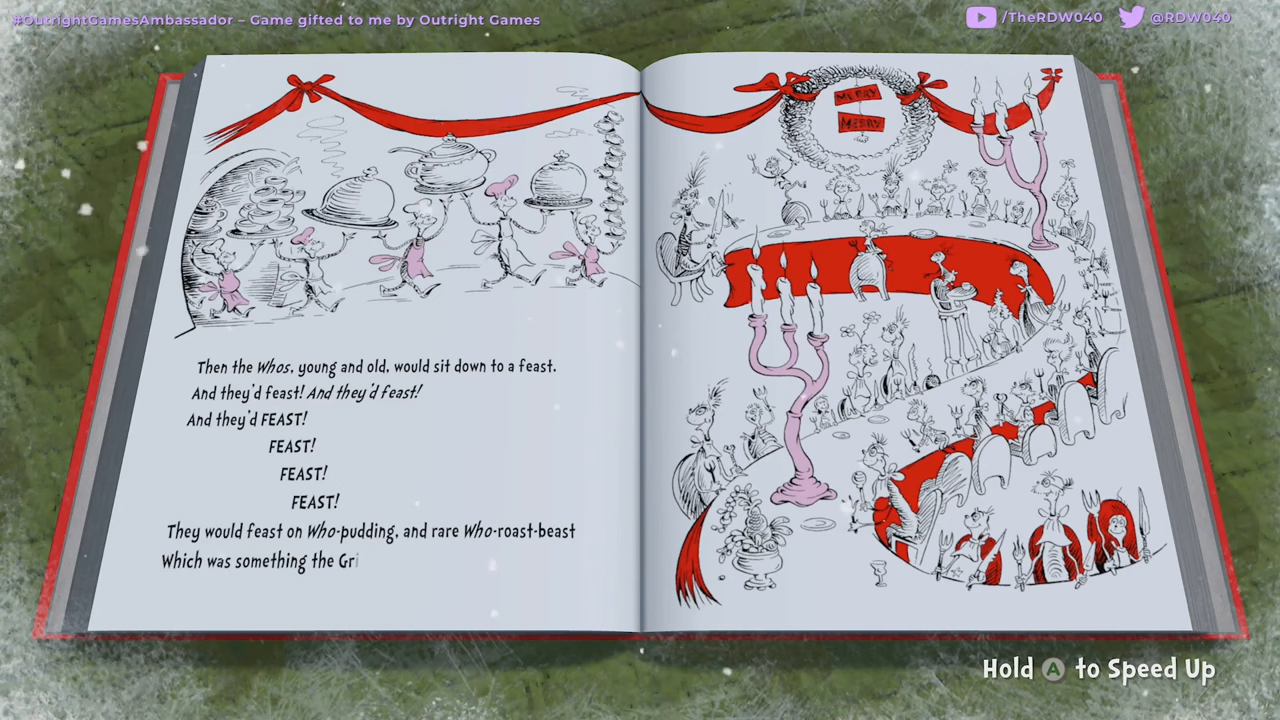 #OutrightGamesAmbassador – Game gifted to me by Outright Games
/TheRDW040
@RDW040
MERRY
MERRY
Then the Whos, young and old, would sit down to a feast.
And they'd feast! And they'd feast!
And they'd FEAST!
FEAST!
FEAST!
FEAST!
They would feast on Who-pudding, and rare Who-roast-beast
Which was something the Gri
Hold A to Speed Up